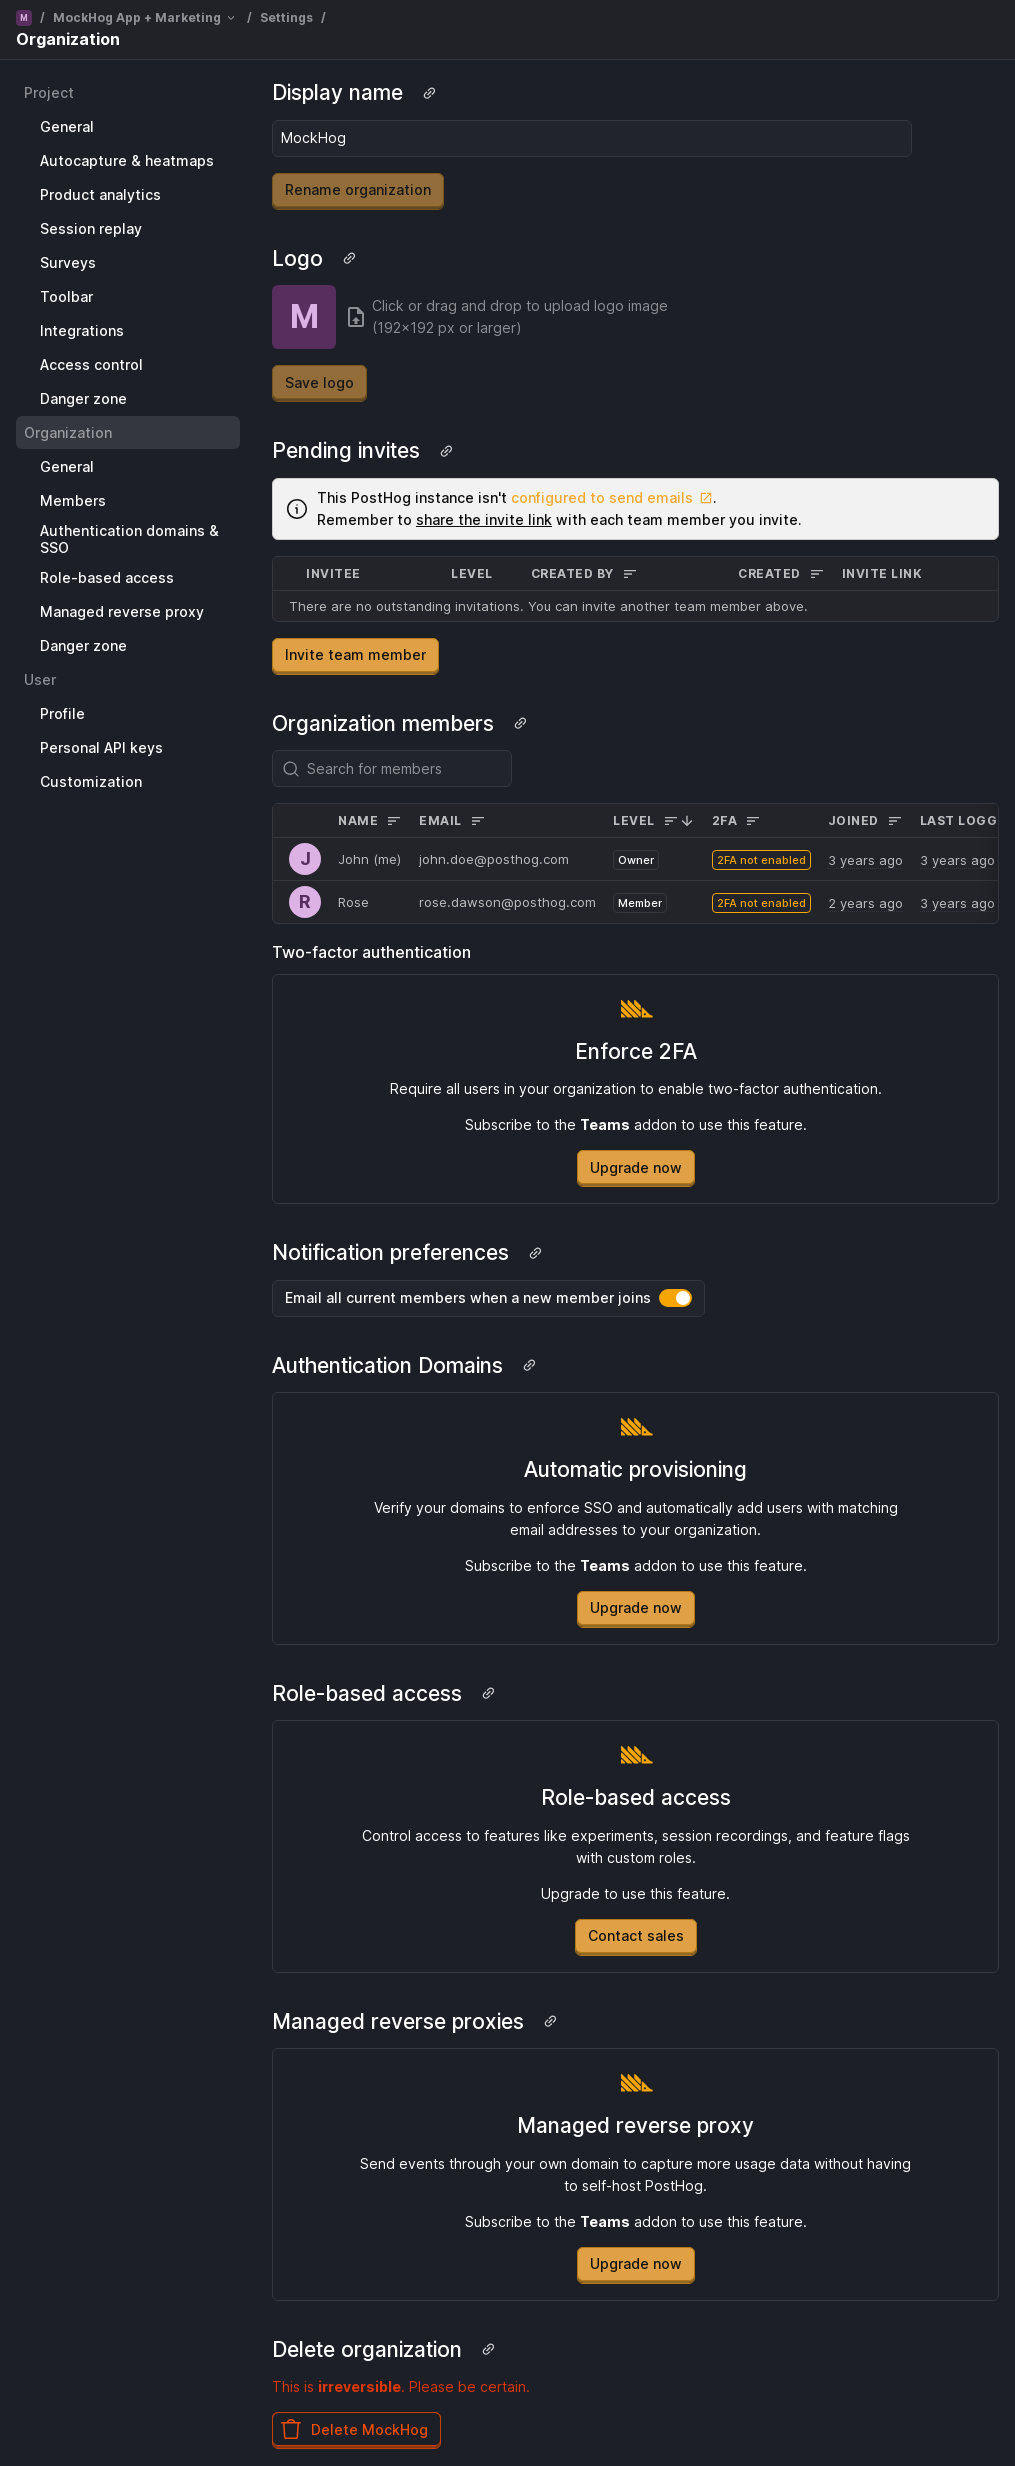 M / MockHog App + Marketing / Settings /
Organization
Project
General
Autocapture & heatmaps
Product analytics
Session replay
Surveys
Toolbar
Integrations
Access control
Danger zone
Organization
General
Members
Authentication domains &
SSO
Role-based access
Managed reverse proxy
Danger zone
User
Profile
Personal API keys
Customization
Display name
MockHog
Rename organization
Logo
M
Click or drag and drop to upload logo image
(192×192 px or larger)
Save logo
Pending invites
This PostHog instance isn't configured to send emails.
Remember to share the invite link with each team member you invite.
INVITEE LEVEL CREATED BY CREATED INVITE LINK
There are no outstanding invitations. You can invite another team member above.
Invite team member
Organization members
Search for members
NAME EMAIL LEVEL 2FA JOINED LAST LOGG
J John (me) john.doe@posthog.com Owner 2FA not enabled 3 years ago 3 years ago
R Rose rose.dawson@posthog.com Member 2FA not enabled 2 years ago 3 years ago
Two-factor authentication
Enforce 2FA
Require all users in your organization to enable two-factor authentication.
Subscribe to the Teams addon to use this feature.
Upgrade now
Notification preferences
Email all current members when a new member joins
Authentication Domains
Automatic provisioning
Verify your domains to enforce SSO and automatically add users with matching
email addresses to your organization.
Subscribe to the Teams addon to use this feature.
Upgrade now
Role-based access
Role-based access
Control access to features like experiments, session recordings, and feature flags
with custom roles.
Upgrade to use this feature.
Contact sales
Managed reverse proxies
Managed reverse proxy
Send events through your own domain to capture more usage data without having
to self-host PostHog.
Subscribe to the Teams addon to use this feature.
Upgrade now
Delete organization
This is irreversible. Please be certain.
Delete MockHog